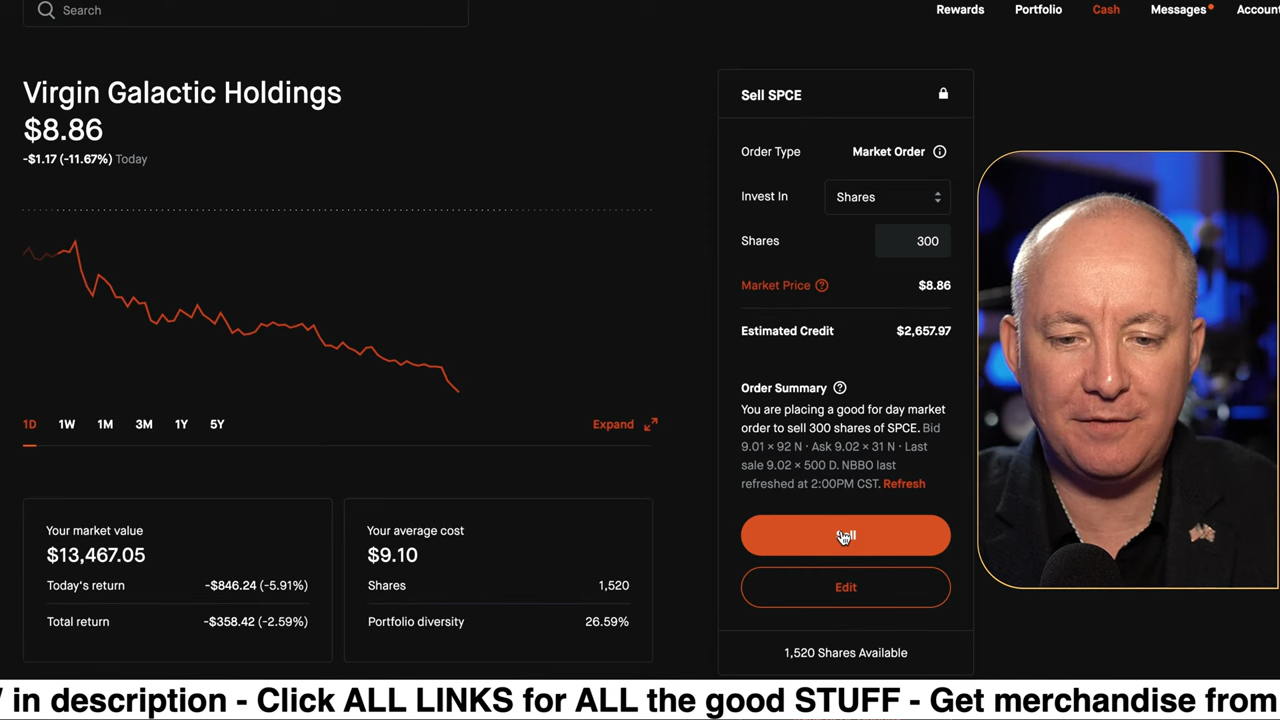 Search
Rewards
Portfolio
Cash
Messages
Account
Virgin Galactic Holdings
$8.86
-$1.17 (-11.67%) Today
1D
1W
1M
3M
1Y
5Y
Expand
Your market value
$13,467.05
Today's return -$846.24 (-5.91%)
Total return -$358.42 (-2.59%)
Your average cost
$9.10
Shares 1,520
Portfolio diversity 26.59%
Sell SPCE
Order Type Market Order
Invest In Shares
Shares 300
Market Price $8.86
Estimated Credit $2,657.97
Order Summary
You are placing a good for day market
order to sell 300 shares of SPCE. Bid
9.01 × 92 N · Ask 9.02 × 31 N · Last
sale 9.02 × 500 D. NBBO last
refreshed at 2:00PM CST. Refresh
Edit
1,520 Shares Available
in description - Click ALL LINKS for ALL the good STUFF - Get merchandise from